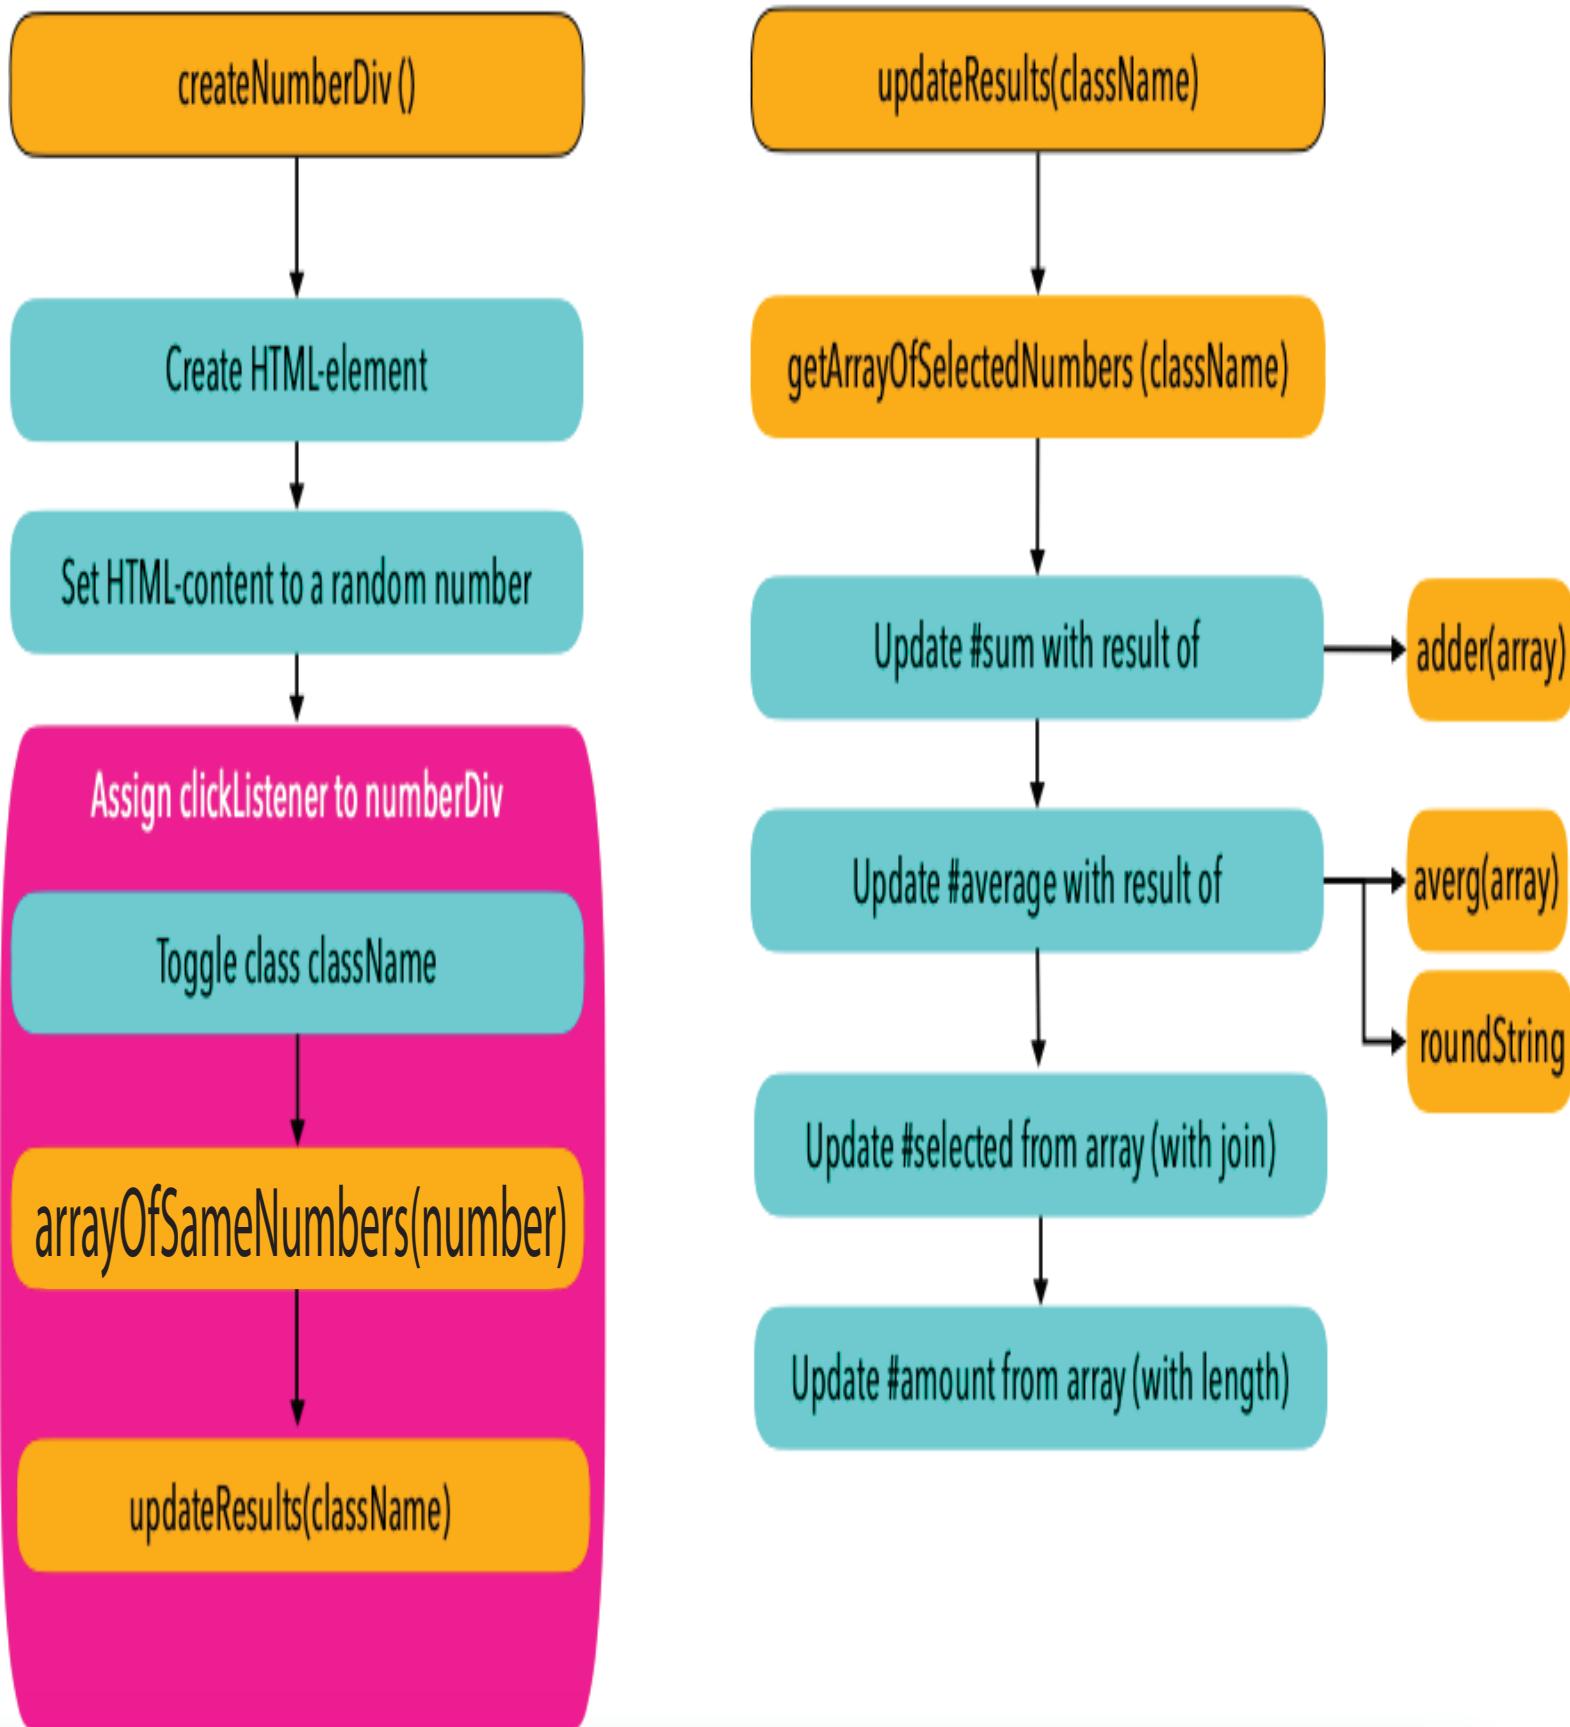 createNumberDiv ()
Create HTML-element
Set HTML-content to a random number
Assign clickListener to numberDiv
Toggle class className
arrayOfSameNumbers(number)
updateResults(className)
updateResults(className)
getArrayOfSelectedNumbers (className)
Update #sum with result of
adder(array)
Update #average with result of
averg(array)
roundString
Update #selected from array (with join)
Update #amount from array (with length)